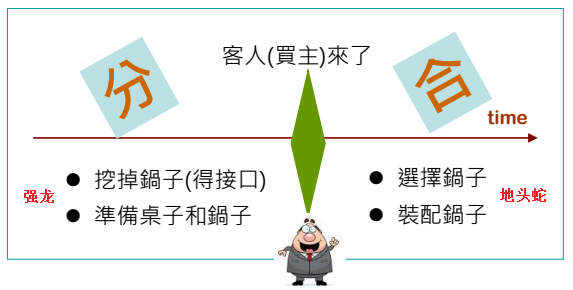 客人(買主)來了
分
合
time
● 挖掉鍋子(得接口)
● 準備桌子和鍋子
强龙
● 選擇鍋子
● 裝配鍋子
地头蛇